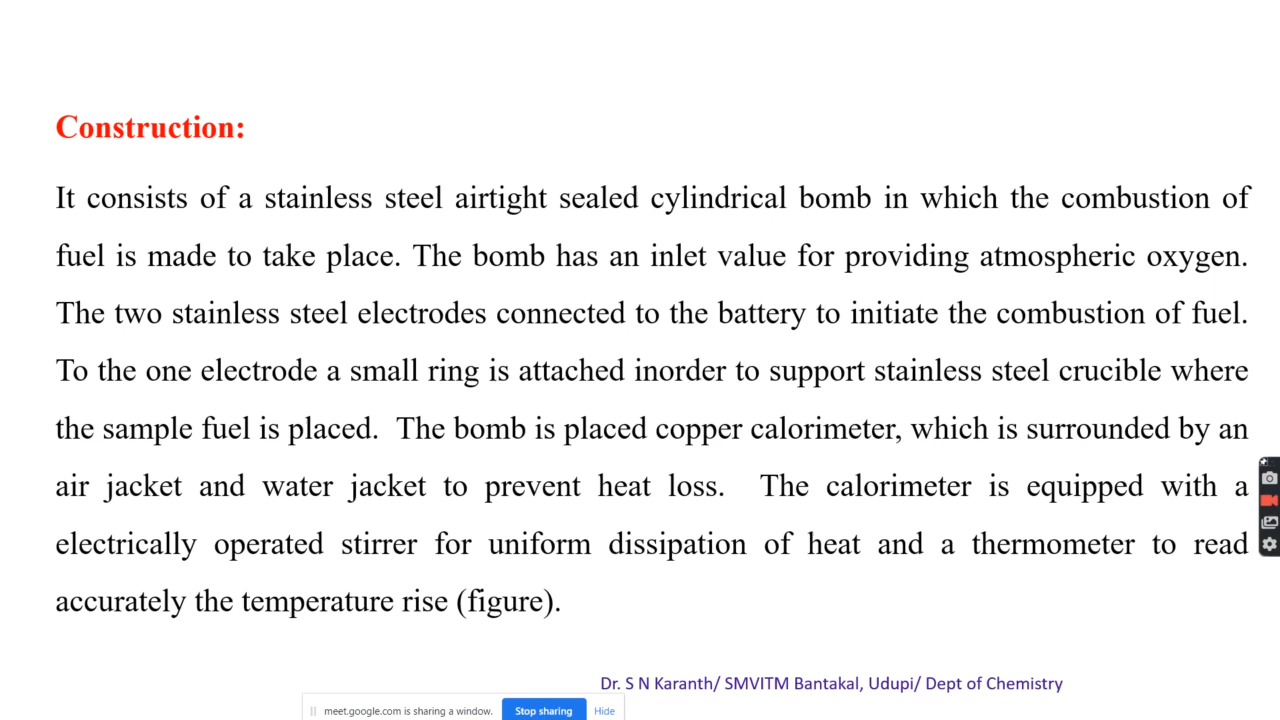 Construction:
It consists of a stainless steel airtight sealed cylindrical bomb in which the combustion of
fuel is made to take place. The bomb has an inlet value for providing atmospheric oxygen.
The two stainless steel electrodes connected to the battery to initiate the combustion of fuel.
To the one electrode a small ring is attached inorder to support stainless steel crucible where
the sample fuel is placed.  The bomb is placed copper calorimeter, which is surrounded by an
air jacket and water jacket to prevent heat loss.  The calorimeter is equipped with a
electrically operated stirrer for uniform dissipation of heat and a thermometer to read
accurately the temperature rise (figure).
Dr. S N Karanth/ SMVITM Bantakal, Udupi/ Dept of Chemistry
meet.google.com is sharing a window. Stop sharing Hide